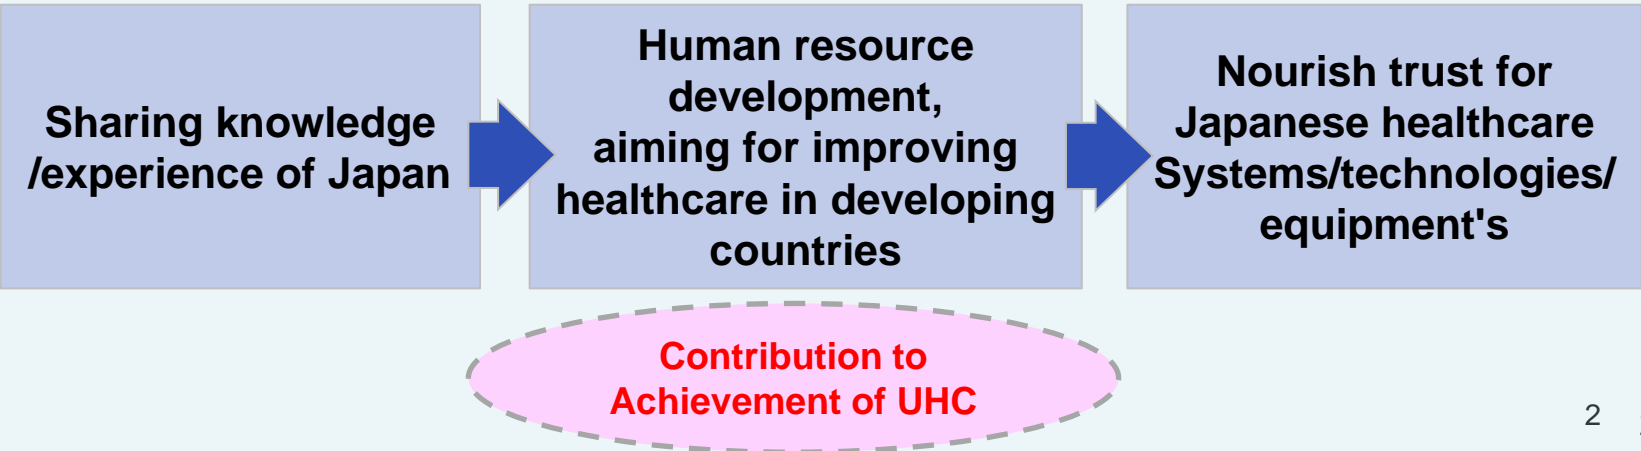 Sharing knowledge
/experience of Japan
Human resource
development,
aiming for improving
healthcare in developing
countries
Nourish trust for
Japanese healthcare
Systems/technologies/
equipment's
Contribution to
Achievement of UHC
2